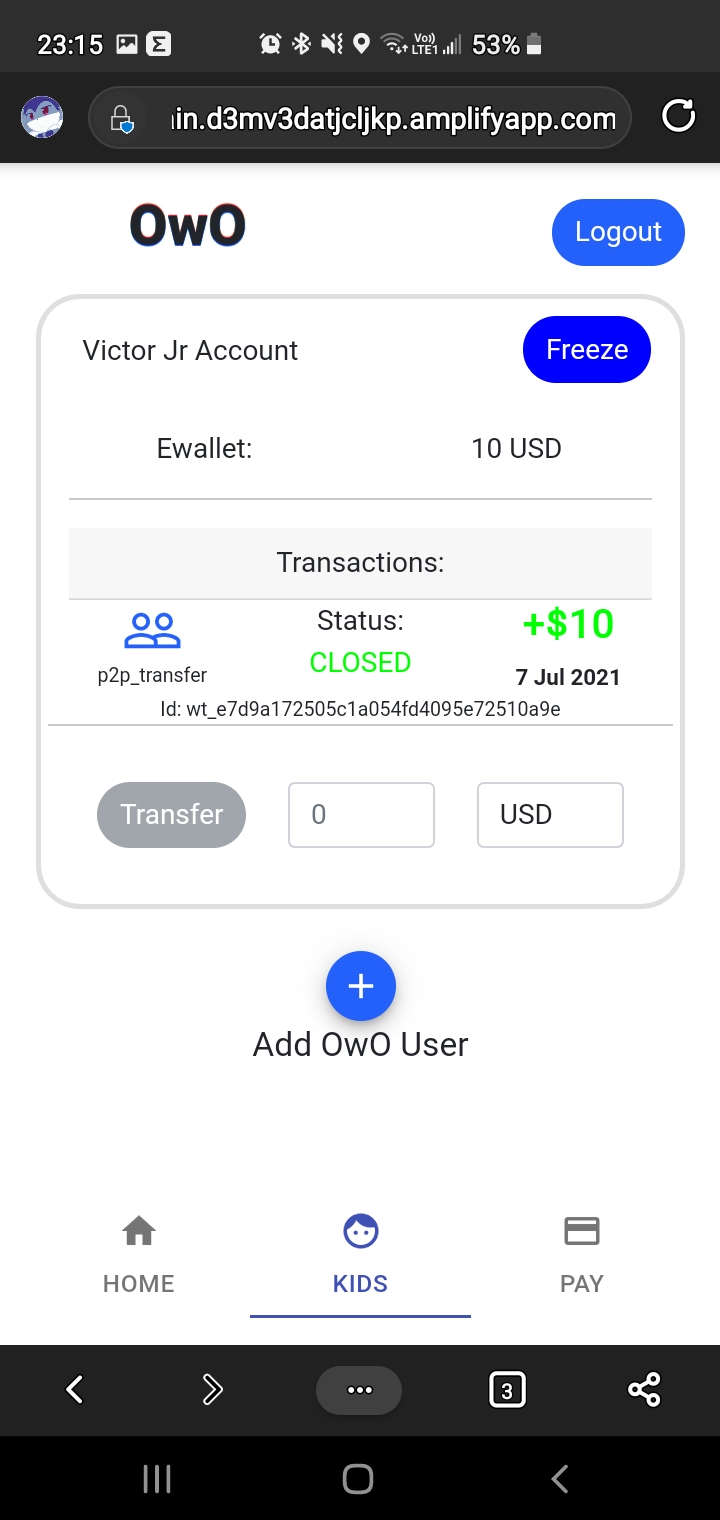 23:15 Vo)) LTE1 53%
in.d3mv3datjcljkp.amplifyapp.com
OwO Logout
Victor Jr Account Freeze
Ewallet: 10 USD
Transactions:
Status: +$10
CLOSED
p2p_transfer 7 Jul 2021
Id: wt_e7d9a172505c1a054fd4095e72510a9e
Transfer 0 USD
+
Add OwO User
HOME KIDS PAY
3